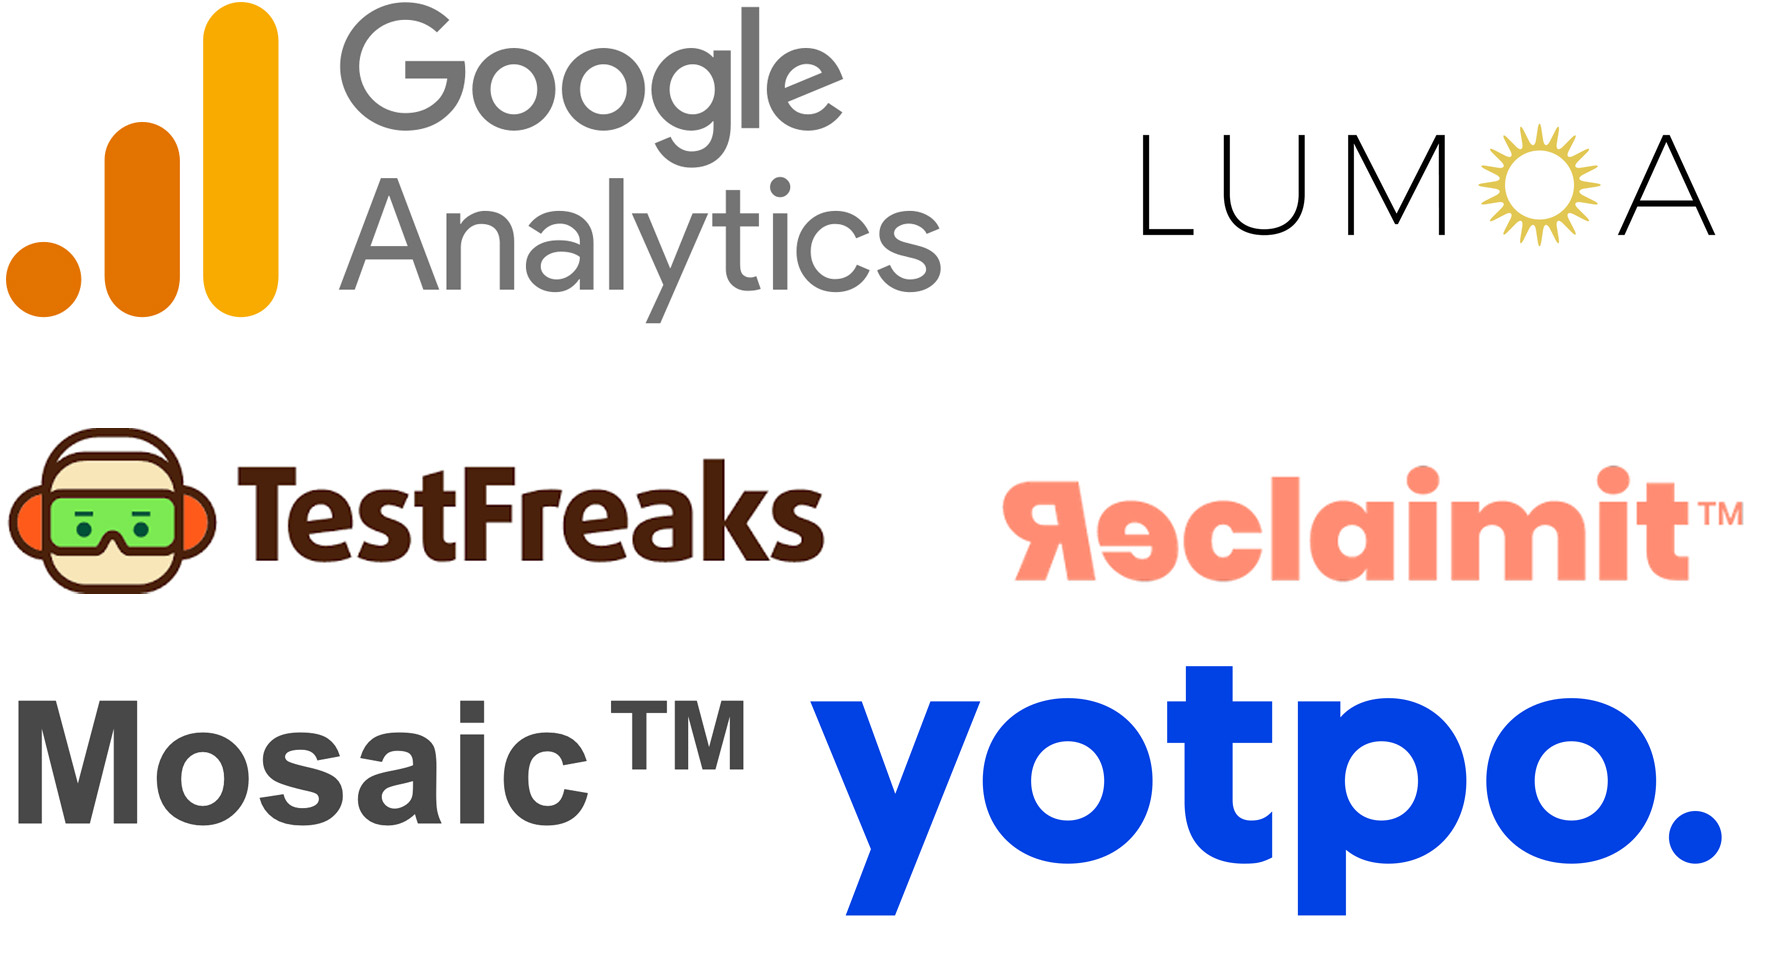 Google
Analytics
LUMOA
TestFreaks
Reclaimit™
Mosaic™
yotpo.